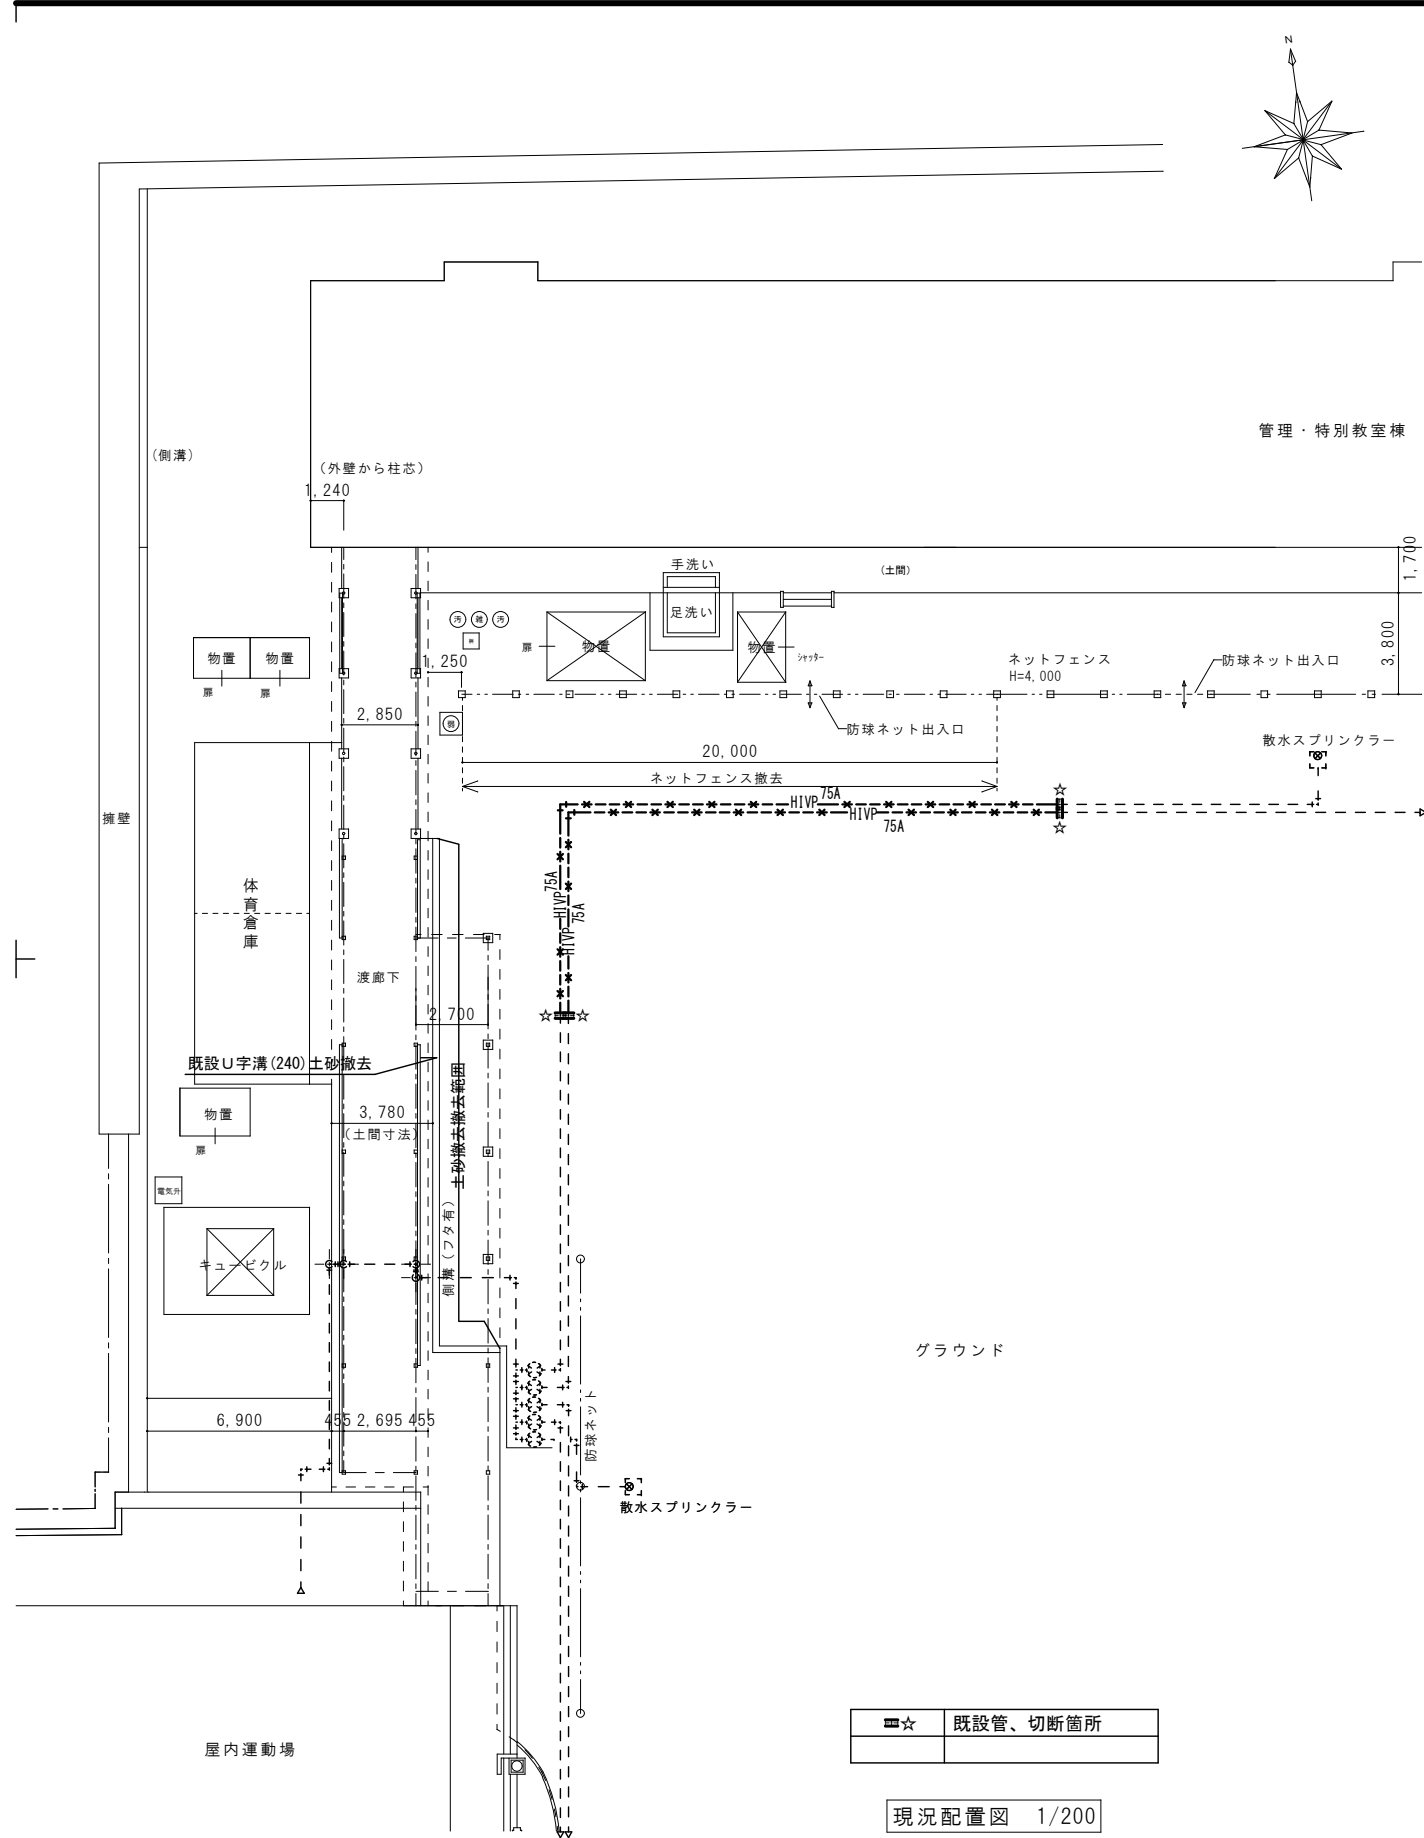 N
管理・特別教室棟
(側溝)
(外壁から柱芯)
1,240
1,700
手洗い
(土間)
足洗い
汚
雑
汚
物置
扉
物置
シャッター
3,800
物置
物置
扉
扉
1,250
ネットフェンス
H=4,000
防球ネット出入口
2,850
弱
防球ネット出入口
散水スプリンクラー
20,000
ネットフェンス撤去
HIVP 75A
HIVP 75A
擁壁
体育倉庫
HIVP 75A
HIVP 75A
渡廊下
2,700
既設U字溝(240)土砂撤去
土砂撤去撤去範囲
物置
扉
3,780
(土間寸法)
電気升
側溝(フタ有)
キュービクル
グラウンド
6,900
455
2,695
455
防球ネット
散水スプリンクラー
屋内運動場
☆
既設管、切断箇所
現況配置図 1/200